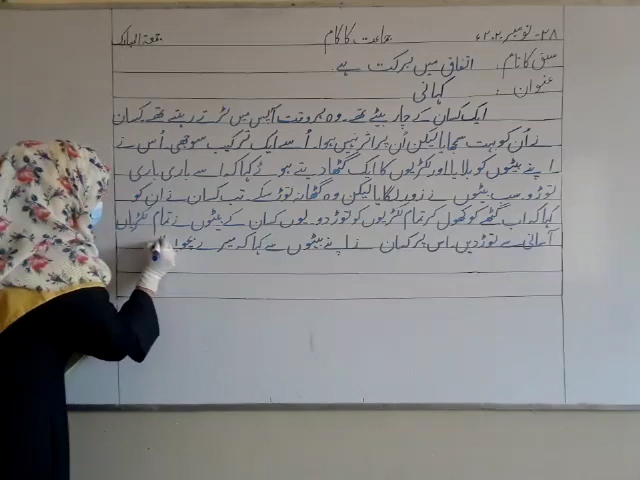 ۲۸-نومبر ۲۰۲۰ء جماعت کا کام جمعۃ المبارک
سبق کا نام: اتفاق میں برکت ہے۔
عنوان: کہانی
ایک کسان کے چار بیٹے تھے۔ وہ ہر وقت آپس میں لڑتے رہتے تھے۔ کسان
نے اُن کو بہت سمجھایا لیکن اُن پر اثر نہیں ہوا۔ اُسے ایک ترکیب سوجھی اُس نے
اپنے بیٹوں کو بلایا اور لکڑیوں کا ایک گٹھا دیتے ہوئے کہا کہ اسے باری باری
توڑو۔ سب بیٹوں نے زور لگایا لیکن وہ گٹھا نہ توڑ سکے۔ تب کسان نے ان کو
کہا کہ اب گٹھے کو کھول کر تمام لکڑیوں کو توڑ دو۔ یوں کسان کے بیٹوں نے تمام لکڑیاں
آسانی سے توڑ دیں۔ اس پر کسان نے اپنے بیٹوں سے کہا کہ میرے بچو!